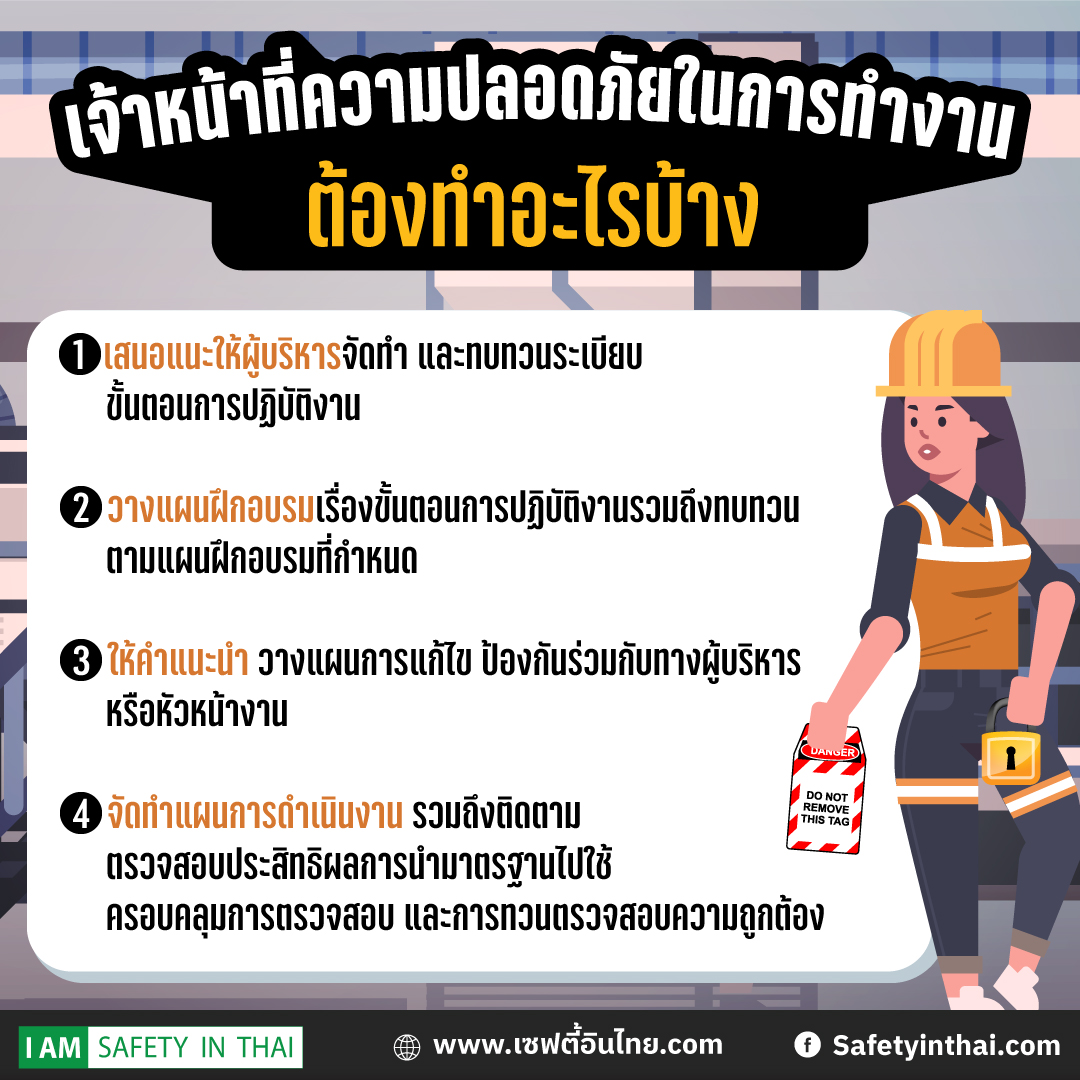 เจ้าหน้าที่ความปลอดภัยในการทำงาน
ต้องทำอะไรบ้าง
1 เสนอแนะให้ผู้บริหารจัดทำ และทบทวนระเบียบ
ขั้นตอนการปฏิบัติงาน
2 วางแผนฝึกอบรมเรื่องขั้นตอนการปฏิบัติงานรวมถึงทบทวน
ตามแผนฝึกอบรมที่กำหนด
3 ให้คำแนะนำ วางแผนการแก้ไข ป้องกันร่วมกับทางผู้บริหาร
หรือหัวหน้างาน
DANGER
DO NOT
REMOVE
THIS TAG
4 จัดทำแผนการดำเนินงาน รวมถึงติดตาม
ตรวจสอบประสิทธิผลการนำมาตรฐานไปใช้
ครอบคลุมการตรวจสอบ และการทวนตรวจสอบความถูกต้อง
I AM SAFETY IN THAI
www.เซฟตี้อินไทย.com
Safetyinthai.com